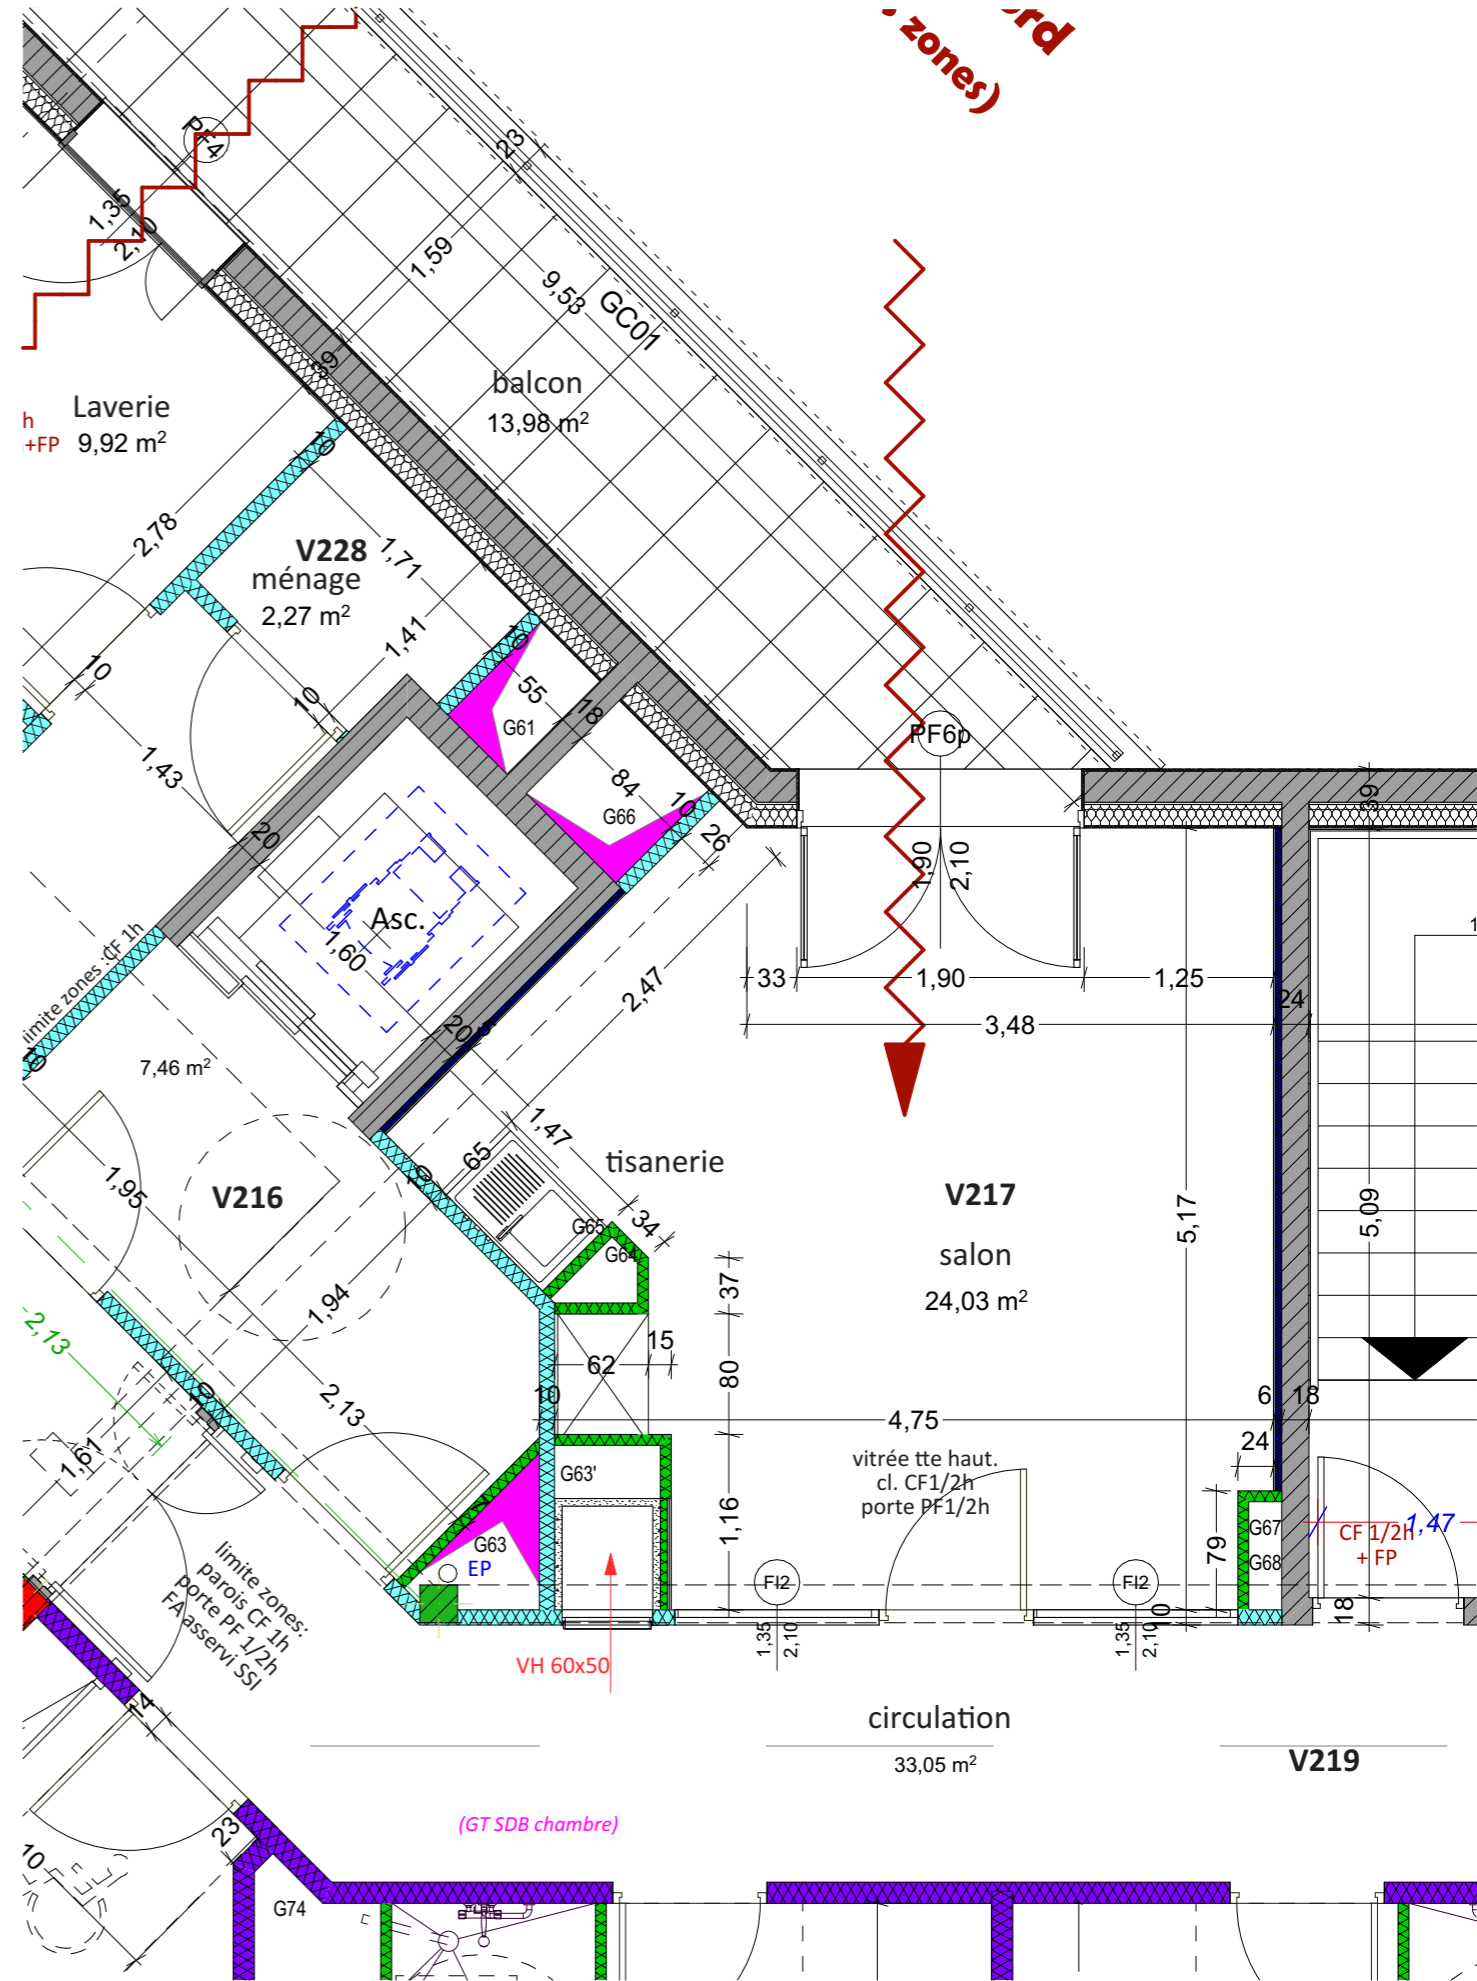 zones)
PF4
23
1,35
2,10
1,59
9,53
GC01
39
balcon
13,98 m²
Laverie
9,92 m²
h
+FP
10
2,78
V228
ménage
2,27 m²
1,71
1,41
10
10
10
55
G61
18
1,43
84
G66
10
26
PF6p
39
20
1,90
2,10
Asc.
1,60
limite zones :CF 1h
2,47
33
1,90
1,25
24
3,48
20
7,46 m²
1,47
65
tisanerie
10
1,95
V216
V217
salon
24,03 m²
5,17
5,09
G65
34
G64
37
1,94
2,13
15
62
80
10
10
2,13
4,75
6
18
24
1,61
vitrée tte haut.
cl. CF1/2h
porte PF1/2h
G63'
1,16
G63
EP
79
G67
G68
CF 1/2h
+ FP
1,47
limite zones:
parois CF 1h
porte PF 1/2h
FA asservi SSI
FI2
FI2
1,35
2,10
1,35
2,10
10
18
VH 60x50
14
circulation
33,05 m²
V219
(GT SDB chambre)
23
10
G74